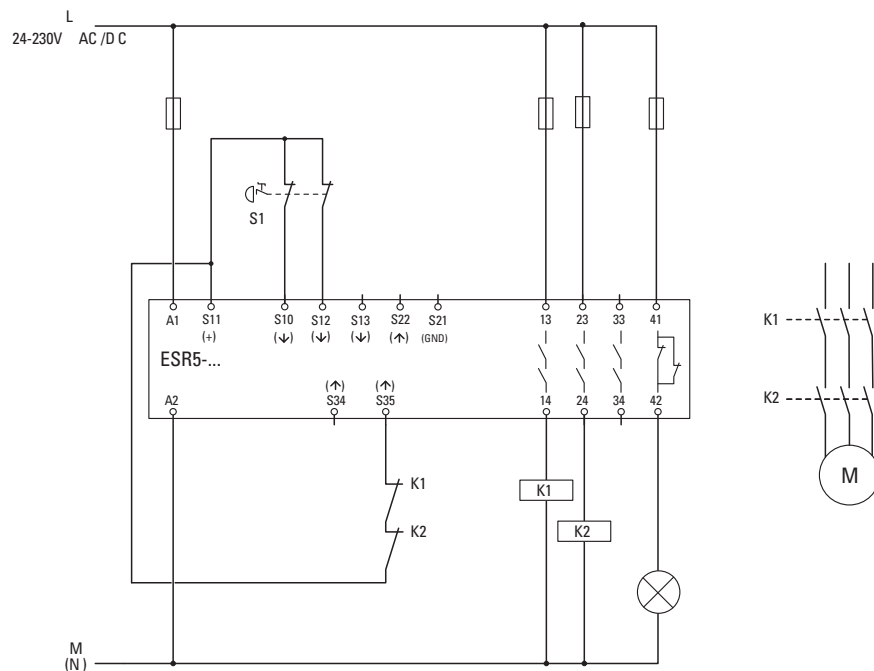 L
24-230V AC /D C
S1
A1 S11 S10 S12 S13 S22 S21 13 23 33 41
(+) (↓) (↓) (↓) (↑) (GND)
ESR5-...
(↑) (↑)
A2 S34 S35 14 24 34 42
K1
K2
K1
K2
K1
K2
M
M
(N )